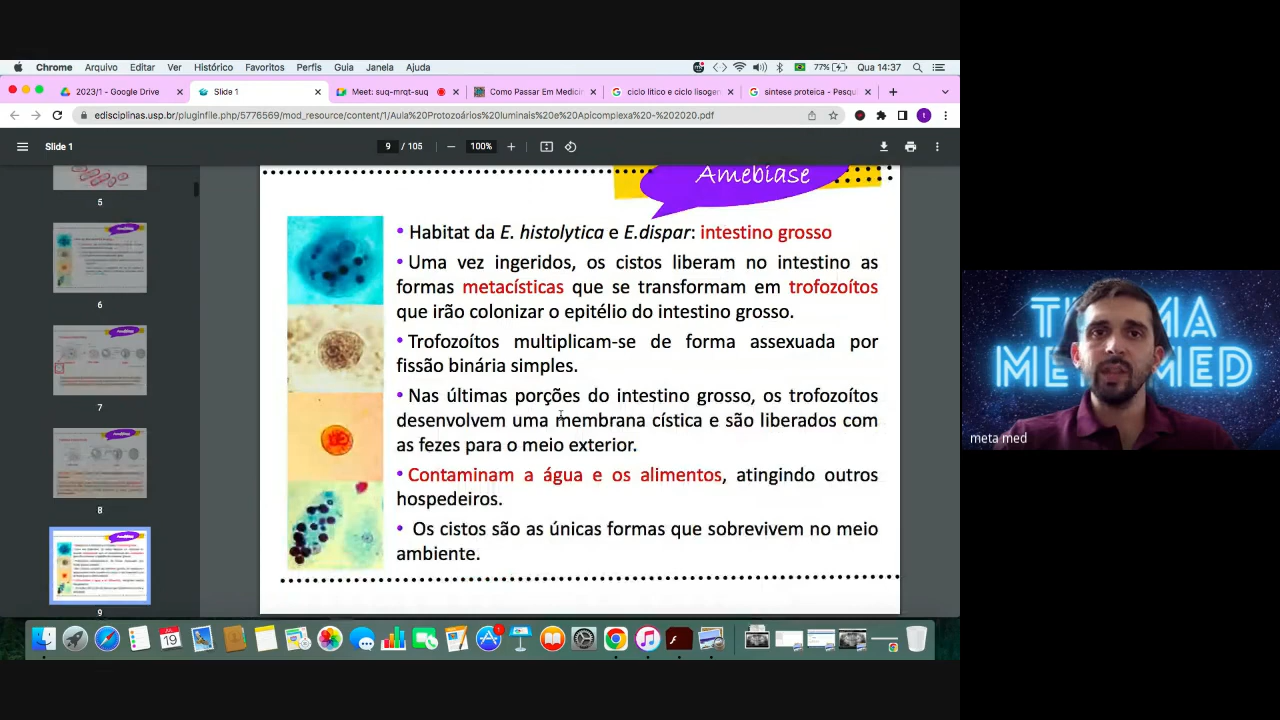 Chrome Arquivo Editar Ver Histórico Favoritos Perfis Guia Janela Ajuda 77% Qua 14:37
2023/1 - Google Drive Slide 1 Meet: suq-mrqt-suq Como Passar Em Medicin ciclo lítico e ciclo lisogen sintese proteica - Pesqui
edisciplinas.usp.br/pluginfile.php/5776569/mod_resource/content/1/Aula%20Protozoários%20luminais%20e%20Apicomplexa%20-%202020.pdf
Slide 1 9 / 105 100%
5
6
7
8
9
Amebíase
• Habitat da E. histolytica e E.dispar: intestino grosso
• Uma vez ingeridos, os cistos liberam no intestino as
formas metacísticas que se transformam em trofozoítos
que irão colonizar o epitélio do intestino grosso.
• Trofozoítos multiplicam-se de forma assexuada por
fissão binária simples.
• Nas últimas porções do intestino grosso, os trofozoítos
desenvolvem uma membrana cística e são liberados com
as fezes para o meio exterior.
• Contaminam a água e os alimentos, atingindo outros
hospedeiros.
• Os cistos são as únicas formas que sobrevivem no meio
ambiente.
META MED
meta med